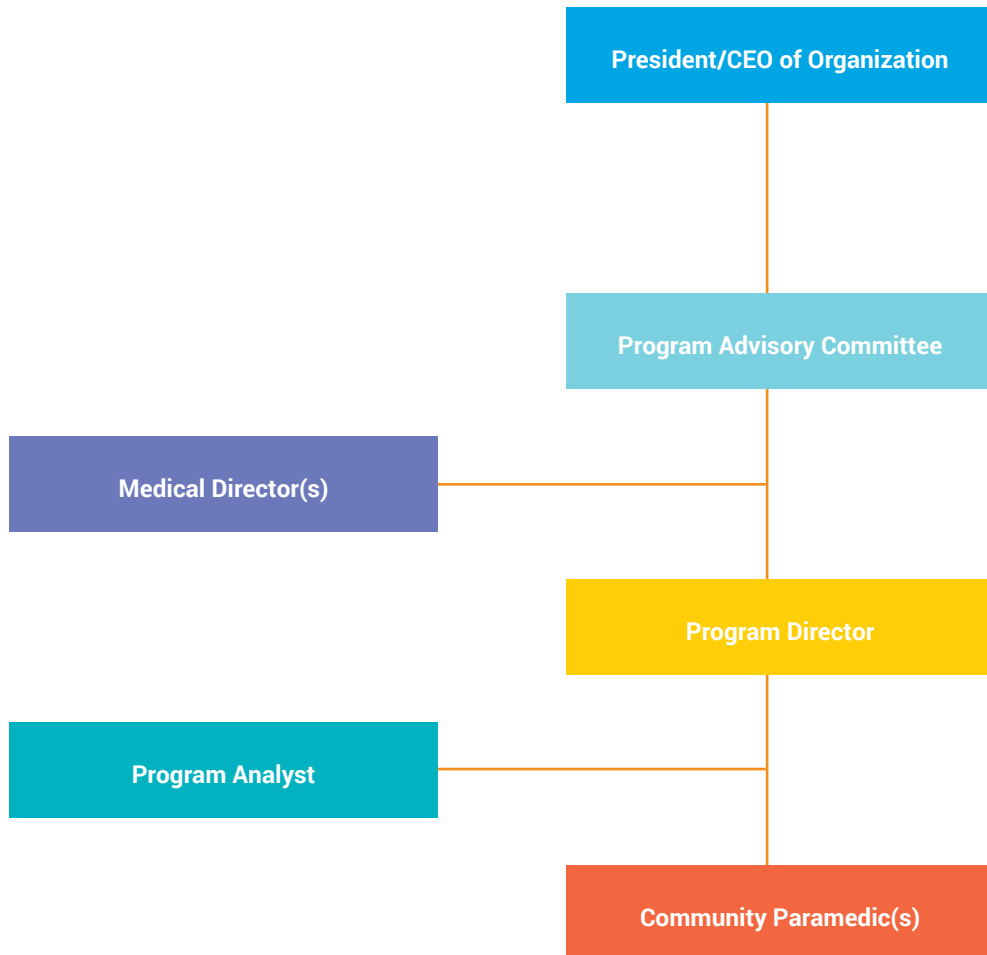 President/CEO of Organization
Program Advisory Committee
Medical Director(s)
Program Director
Program Analyst
Community Paramedic(s)